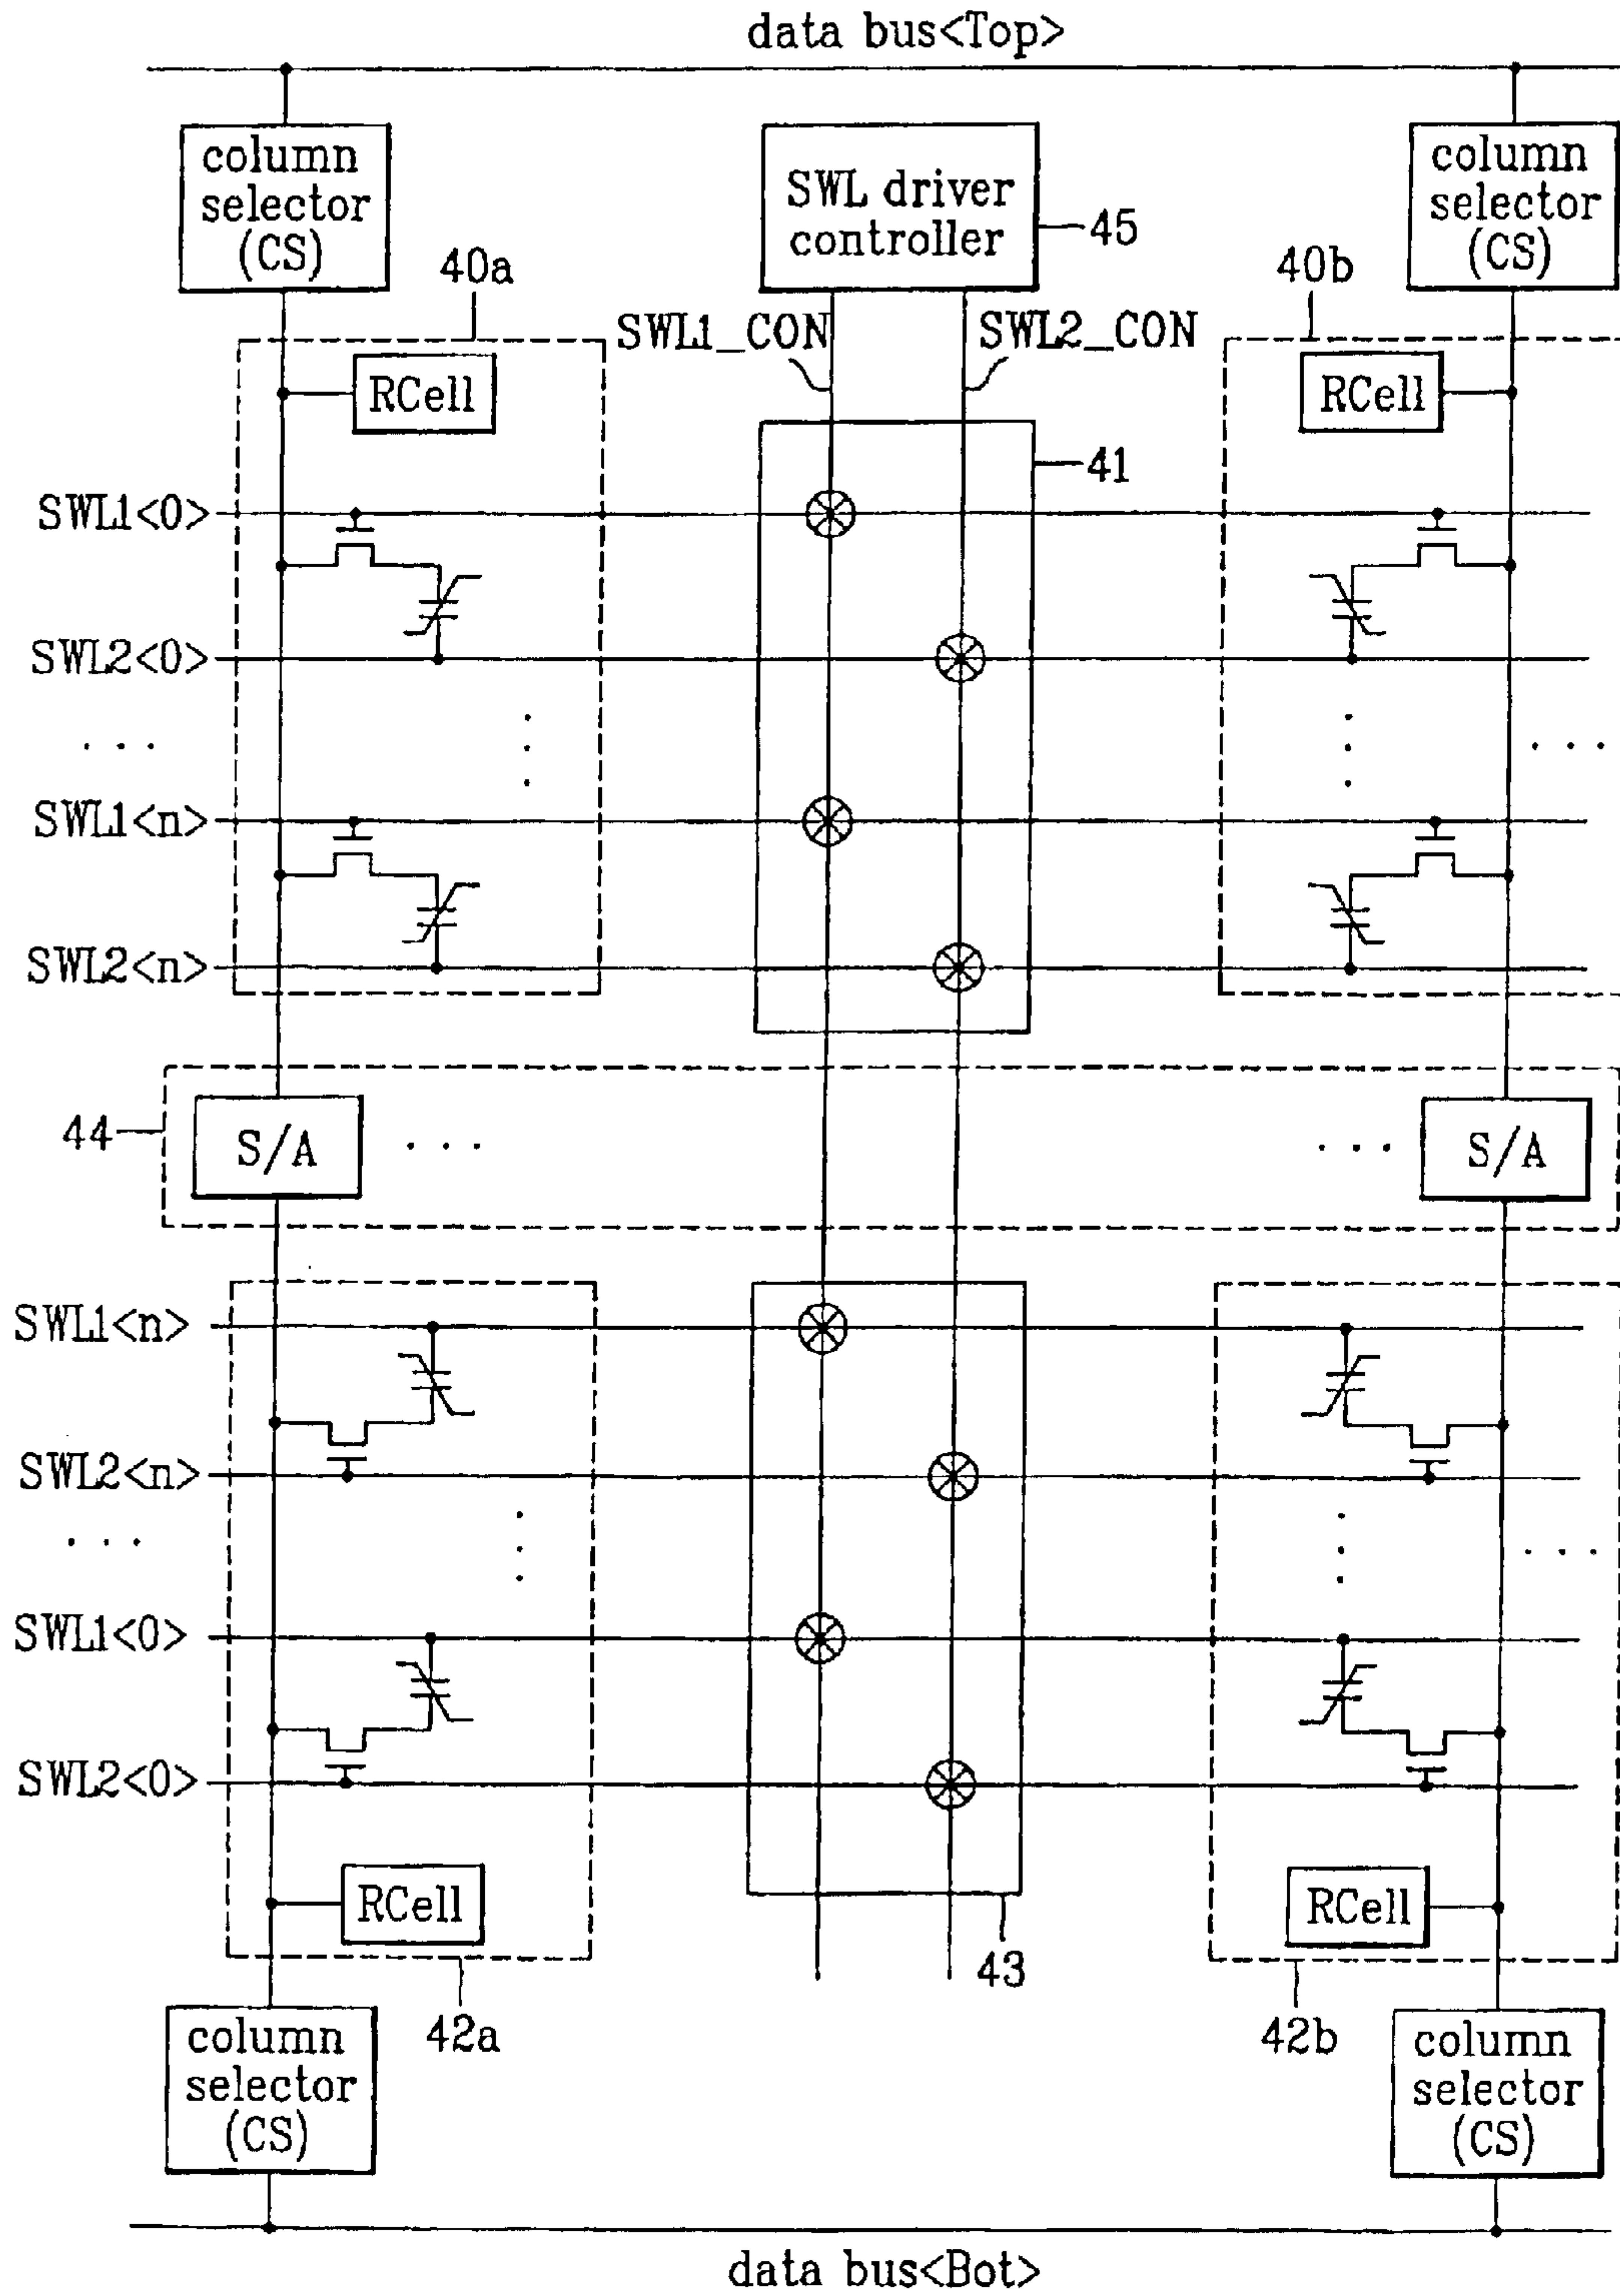 data bus<Top>
column
selector
(CS)
SWL driver
controller
45
column
selector
(CS)
40a
40b
SWL1_CON
SWL2_CON
RCell
RCell
41
SWL1<0>
SWL2<0>
. . .
. . .
SWL1<n>
SWL2<n>
44
S/A
. . .
. . .
S/A
SWL1<n>
SWL2<n>
. . .
. . .
SWL1<0>
SWL2<0>
RCell
RCell
43
42a
42b
column
selector
(CS)
column
selector
(CS)
data bus<Bot>